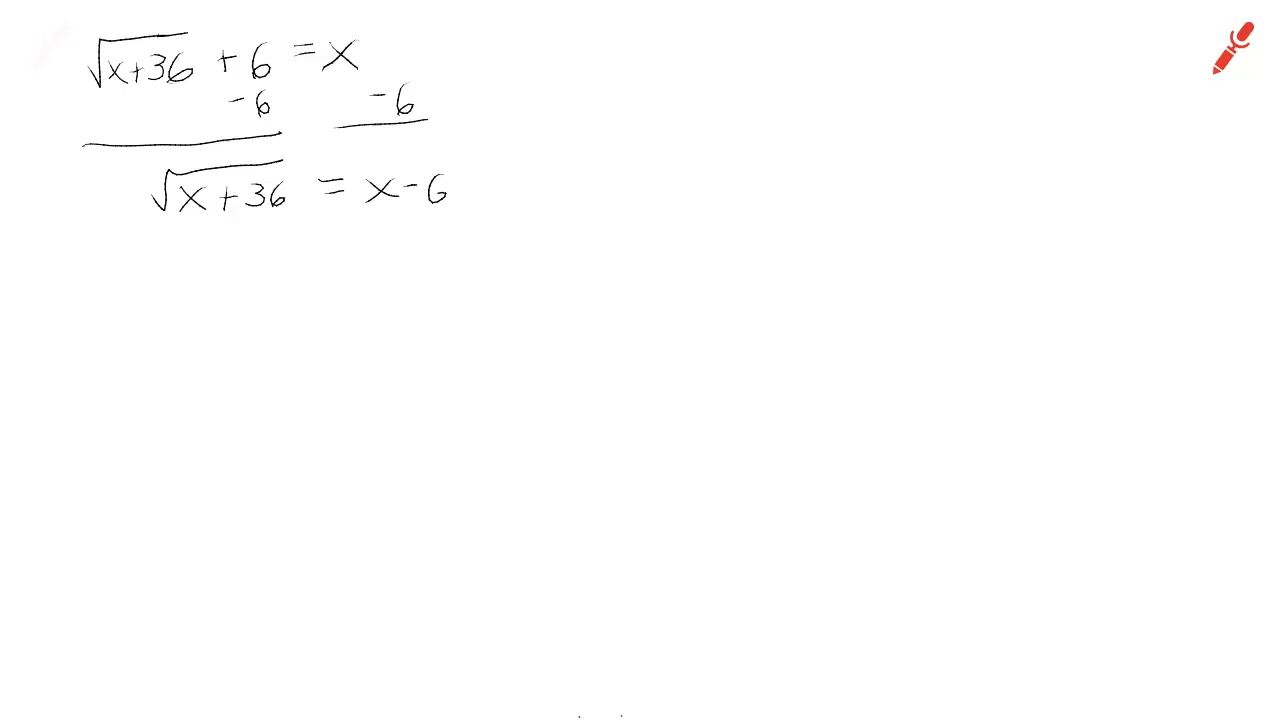 √x+36 + 6 = x
-6 -6
√x+36 = x-6